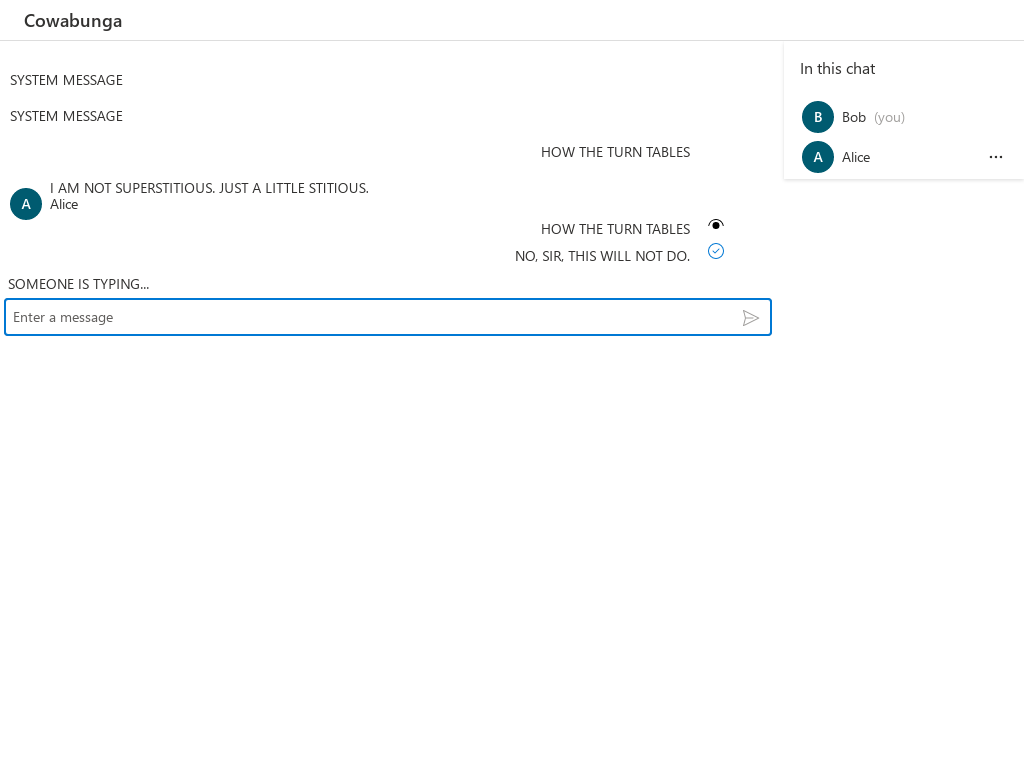 Cowabunga
SYSTEM MESSAGE
SYSTEM MESSAGE
HOW THE TURN TABLES
I AM NOT SUPERSTITIOUS. JUST A LITTLE STITIOUS.
A
Alice
HOW THE TURN TABLES
NO, SIR, THIS WILL NOT DO.
SOMEONE IS TYPING...
Enter a message
In this chat
B Bob (you)
A Alice